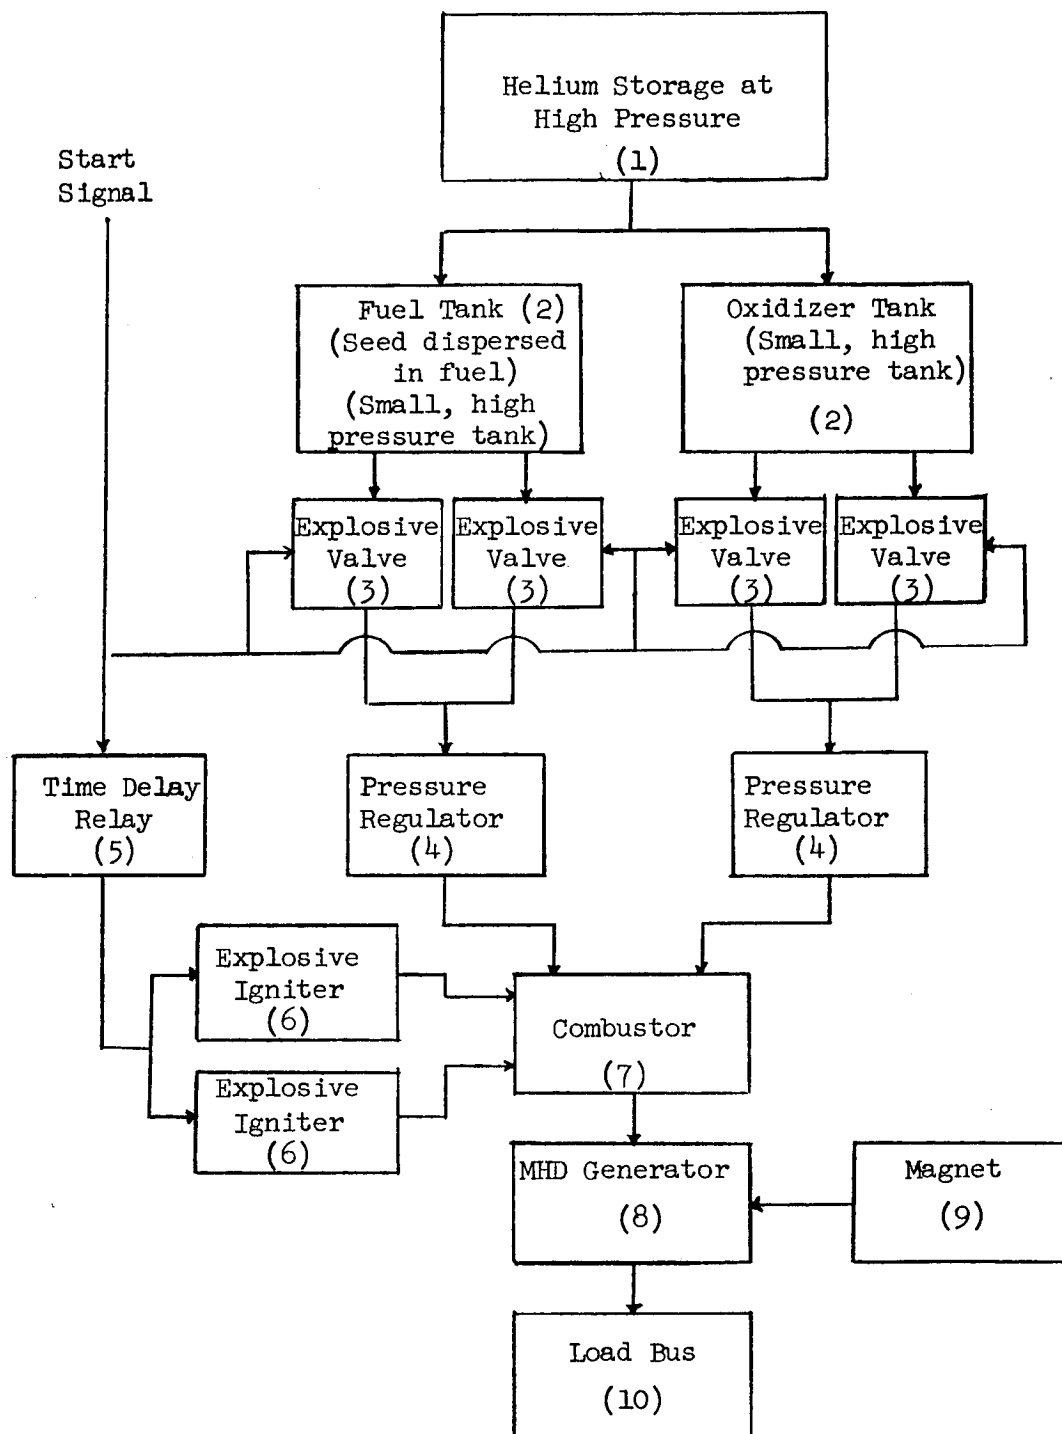 Helium Storage at
High Pressure
(1)
Start
Signal
Fuel Tank (2)
(Seed dispersed
in fuel)
(Small, high
pressure tank)
Oxidizer Tank
(Small, high
pressure tank)
(2)
Explosive
Valve
(3)
Explosive
Valve
(3)
Explosive
Valve
(3)
Explosive
Valve
(3)
Time Delay
Relay
(5)
Pressure
Regulator
(4)
Pressure
Regulator
(4)
Explosive
Igniter
(6)
Explosive
Igniter
(6)
Combustor
(7)
MHD Generator
(8)
Magnet
(9)
Load Bus
(10)